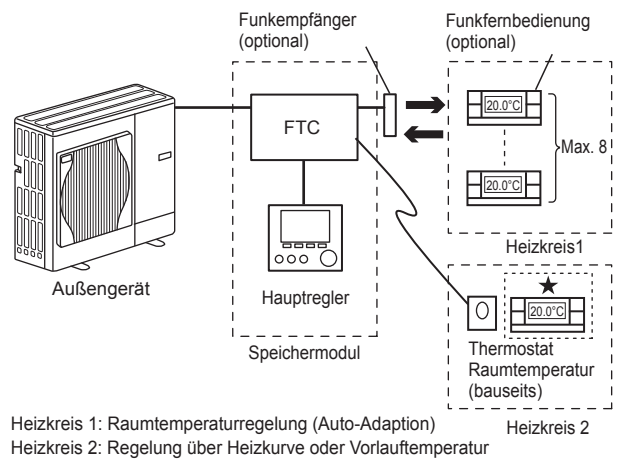 Funkempfänger
(optional)
Funkfernbedienung
(optional)
FTC
20.0°C
Max. 8
20.0°C
Heizkreis1
Außengerät
Hauptregler
Speichermodul
★
20.0°C
Thermostat
Raumtemperatur
(bauseits)
Heizkreis 2
Heizkreis 1: Raumtemperaturregelung (Auto-Adaption)
Heizkreis 2: Regelung über Heizkurve oder Vorlauftemperatur